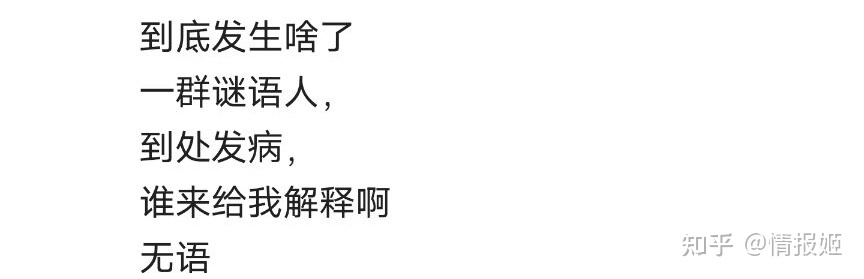 到底发生啥了
一群谜语人,
到处发病,
谁来给我解释啊
无语
知乎 @情报姬